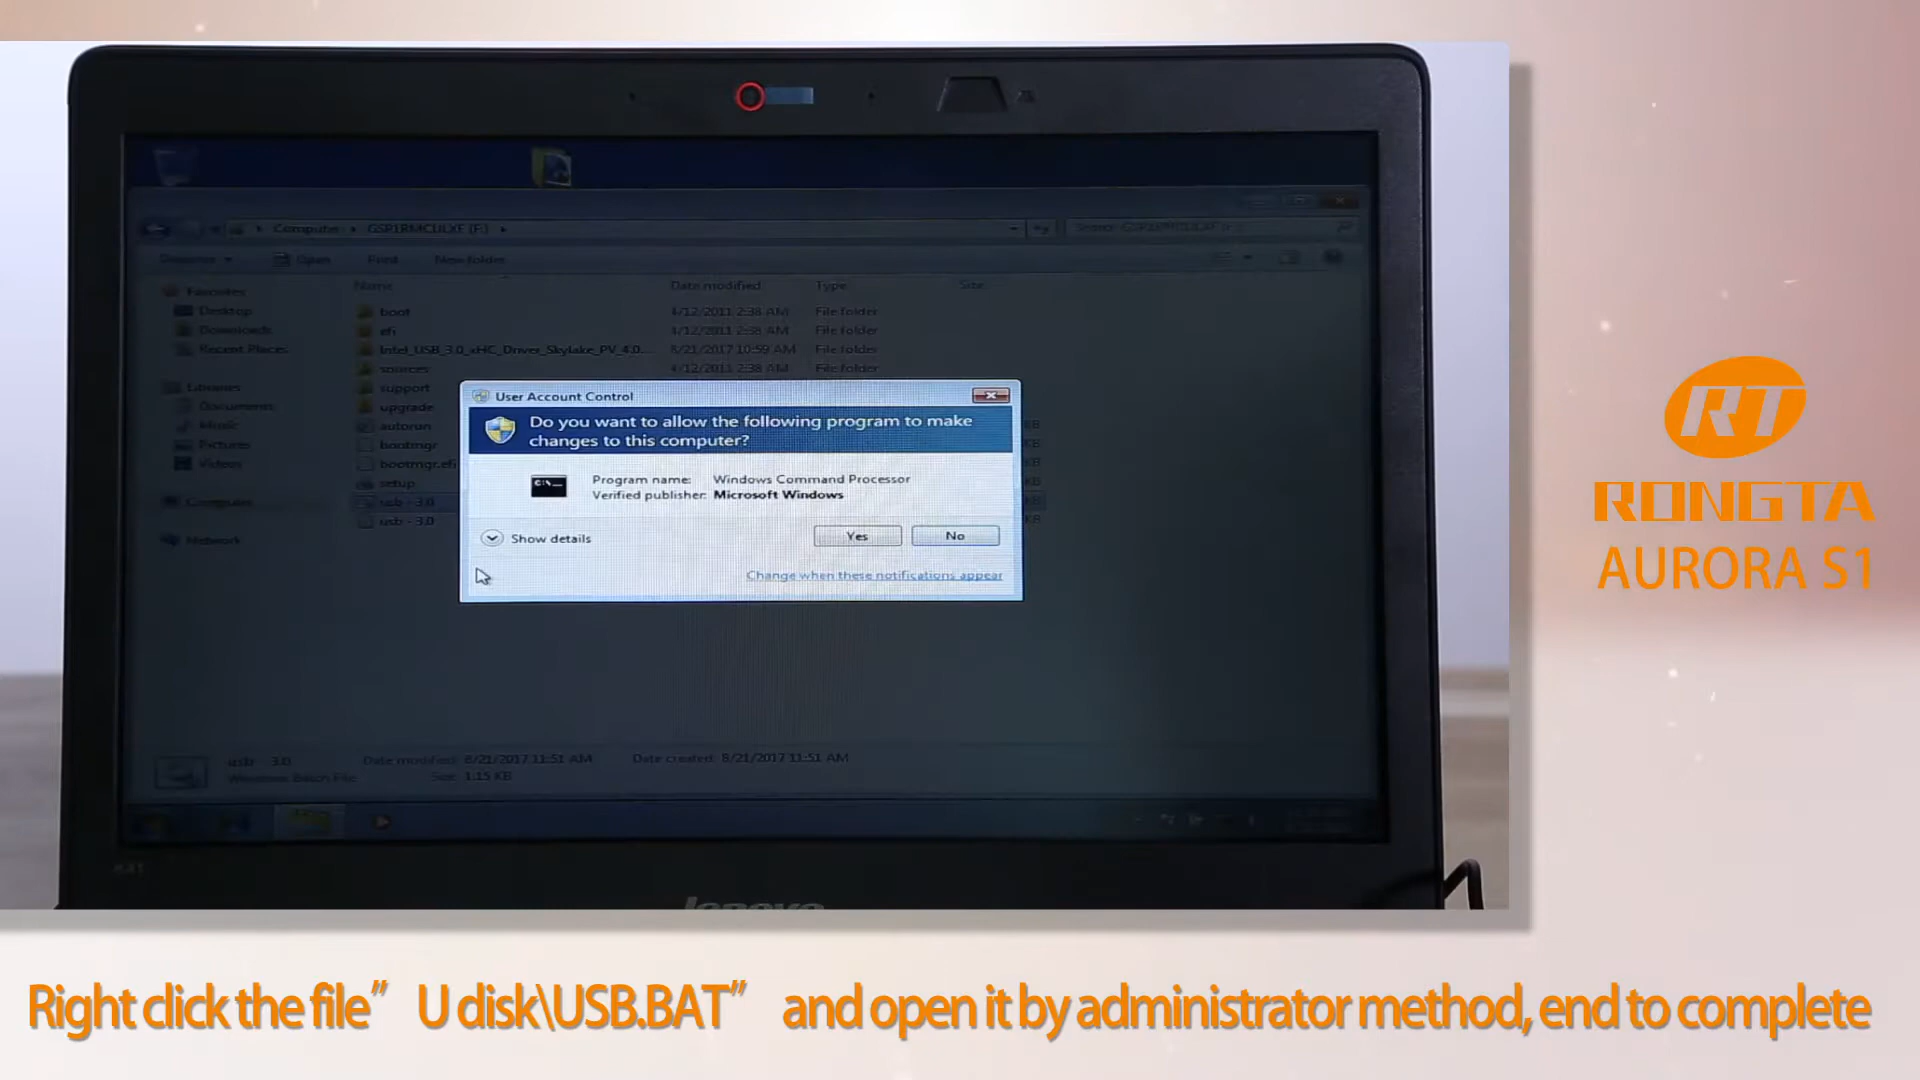 Computer
GSP1RMCULXF (F:)
Open
Print
New folder
Name
Date modified
Type
Size
Favorites
Desktop
Downloads
Recent Places
Libraries
Documents
Music
Pictures
Videos
Computer
Network
boot 4/12/2011 2:38 AM File folder
efi 4/12/2011 2:38 AM File folder
Intel_USB_3.0_xHC_Driver_Skylake_PV_4.0... 8/21/2017 10:59 AM File folder
sources 4/12/2011 2:38 AM File folder
support
upgrade
autorun
bootmgr
bootmgr.efi
setup
usb - 3.0
usb - 3.0
User Account Control
Do you want to allow the following program to make
changes to this computer?
Program name: Windows Command Processor
Verified publisher: Microsoft Windows
Show details
Yes
No
Change when these notifications appear
usb - 3.0 Date modified: 8/21/2017 11:51 AM Date created: 8/21/2017 11:51 AM
Windows Batch File Size: 1.15 KB
lenovo
RT
RONGTA
AURORA S1
Right click the file” U disk\USB.BAT” and open it by administrator method, end to complete